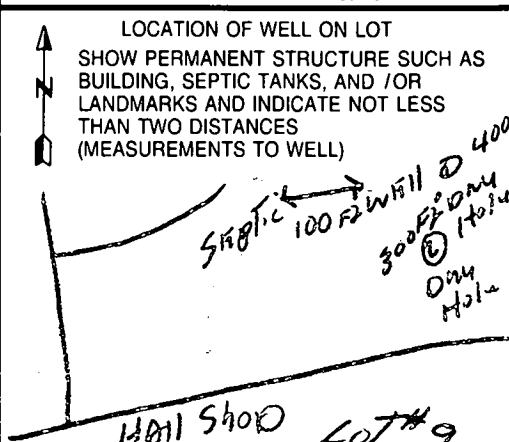 LOCATION OF WELL ON LOT
SHOW PERMANENT STRUCTURE SUCH AS
BUILDING, SEPTIC TANKS, AND /OR
LANDMARKS AND INDICATE NOT LESS
THAN TWO DISTANCES
(MEASUREMENTS TO WELL)
N
SEPTIC 100 FT WELL 400
300 FT Dry
Hole
Dry
Hole
Hall Shop Lot # 9